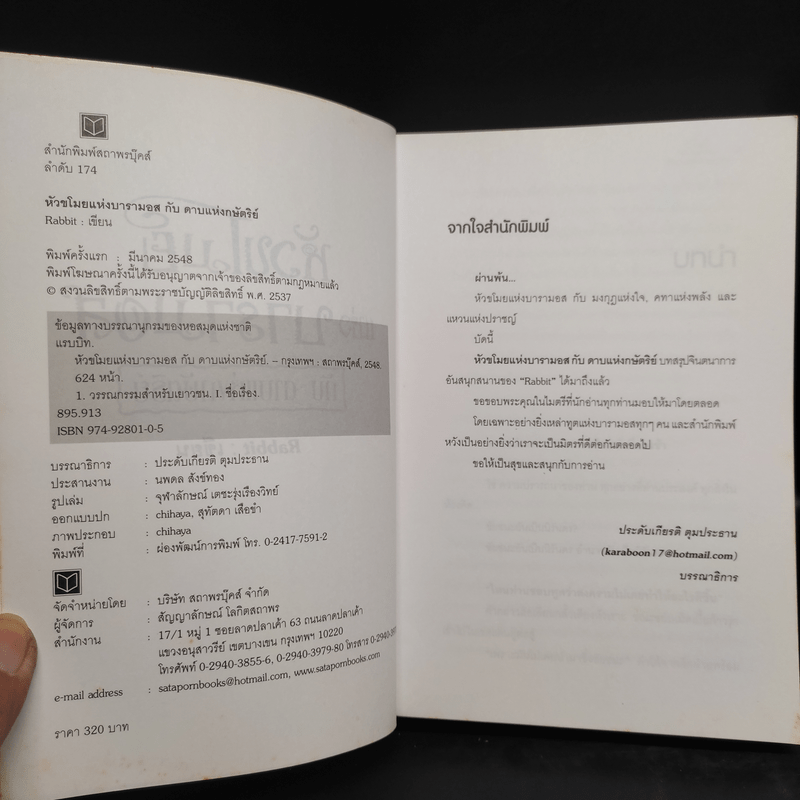 สำนักพิมพ์สถาพรบุ๊คส์
ลำดับ 174
หัวขโมยแห่งบารามอส กับ ดาบแห่งกษัตริย์
Rabbit : เขียน
พิมพ์ครั้งแรก : มีนาคม 2548
พิมพ์โฆษณาครั้งนี้ได้รับอนุญาตจากเจ้าของลิขสิทธิ์ตามกฎหมายแล้ว
© สงวนลิขสิทธิ์ตามพระราชบัญญัติลิขสิทธิ์ พ.ศ. 2537
ข้อมูลทางบรรณานุกรมของหอสมุดแห่งชาติ
แรบบิท.
หัวขโมยแห่งบารามอส กับ ดาบแห่งกษัตริย์. – กรุงเทพฯ : สถาพรบุ๊คส์, 2548.
624 หน้า.
1. วรรณกรรมสำหรับเยาวชน. I. ชื่อเรื่อง.
895.913
ISBN 974-92801-0-5
บรรณาธิการ : ประดับเกียรติ ตุมประธาน
ประสานงาน : นพดล สังข์ทอง
รูปเล่ม : จุฬาลักษณ์ เตชะรุ่งเรืองวิทย์
ออกแบบปก : chihaya, สุทัตตา เสือขำ
ภาพประกอบ : chihaya
พิมพ์ที่ : ผ่องพัฒน์การพิมพ์ โทร. 0-2417-7591-2
จัดจำหน่ายโดย : บริษัท สถาพรบุ๊คส์ จำกัด
ผู้จัดการ : สัญญาลักษณ์ โลกิตสถาพร
สำนักงาน : 17/1 หมู่ 1 ซอยลาดปลาเค้า 63 ถนนลาดปลาเค้า
แขวงอนุสาวรีย์ เขตบางเขน กรุงเทพฯ 10220
โทรศัพท์ 0-2940-3855-6, 0-2940-3979-80 โทรสาร
e-mail address : satapornbooks@hotmail.com, www.satapornbooks.com
ราคา 320 บาท
จากใจสำนักพิมพ์
ผ่านพ้น...
หัวขโมยแห่งบารามอส กับ มงกุฎแห่งใจ, คทาแห่งพลัง และ
แหวนแห่งปราชญ์
บัดนี้
หัวขโมยแห่งบารามอส กับ ดาบแห่งกษัตริย์ บทสรุปจินตนาการ
อันสนุกสนานของ “Rabbit” ได้มาถึงแล้ว
ขอขอบพระคุณในไมตรีที่นักอ่านทุกท่านมอบให้มาโดยตลอด
โดยเฉพาะอย่างยิ่งเหล่าทูตแห่งบารามอสทุกๆ คน และสำนักพิมพ์
หวังเป็นอย่างยิ่งว่าเราจะเป็นมิตรที่ดีต่อกันตลอดไป
ขอให้เป็นสุขและสนุกกับการอ่าน
ประดับเกียรติ ตุมประธาน
(karaboon17@hotmail.com)
บรรณาธิการ